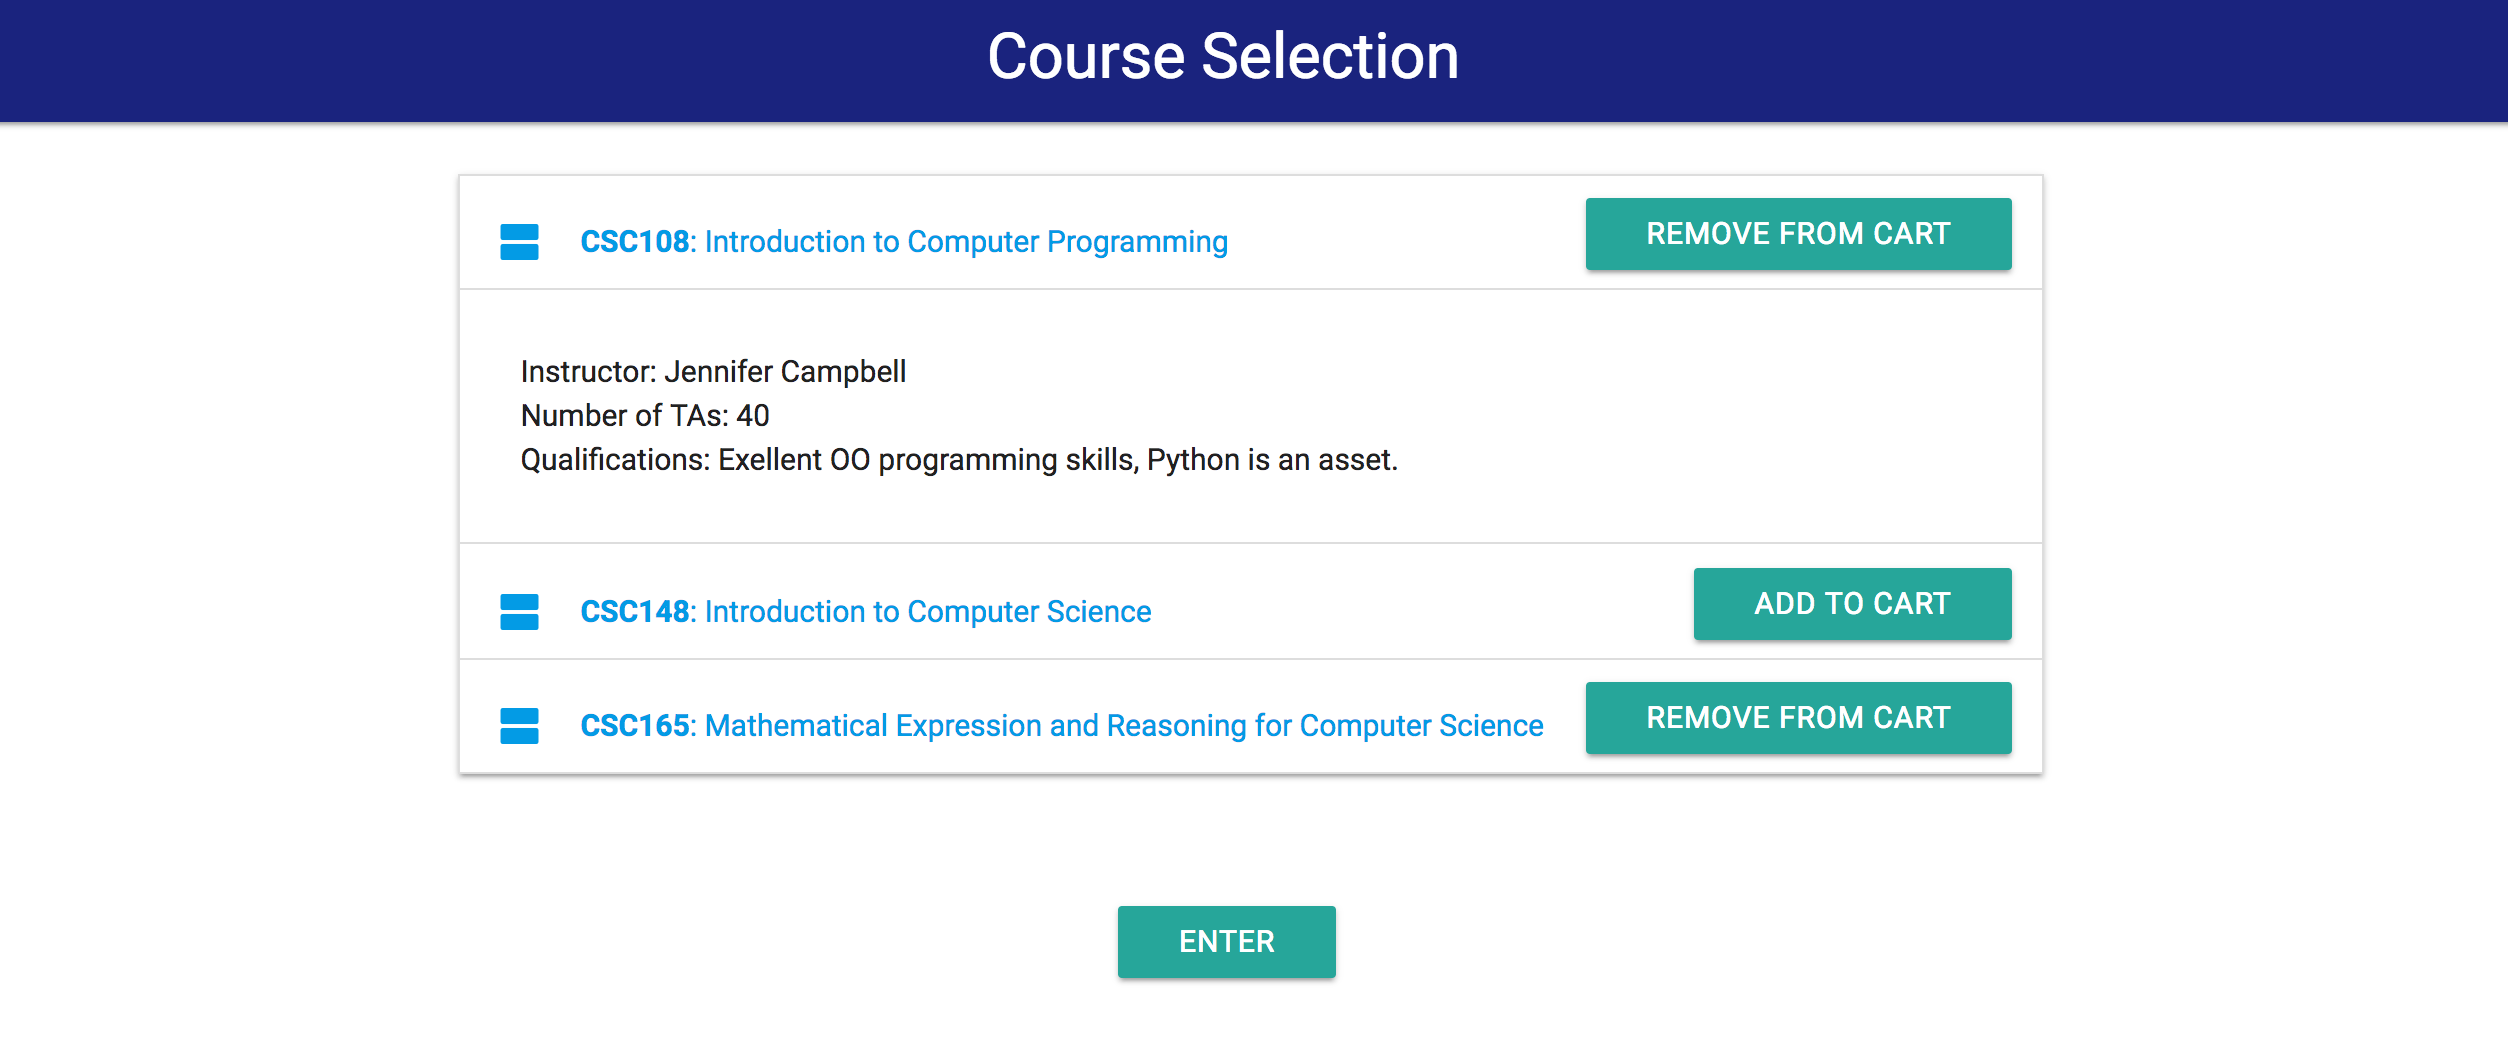 Course Selection
CSC108: Introduction to Computer Programming
REMOVE FROM CART
Instructor: Jennifer Campbell
Number of TAs: 40
Qualifications: Exellent OO programming skills, Python is an asset.
CSC148: Introduction to Computer Science
ADD TO CART
CSC165: Mathematical Expression and Reasoning for Computer Science
REMOVE FROM CART
ENTER